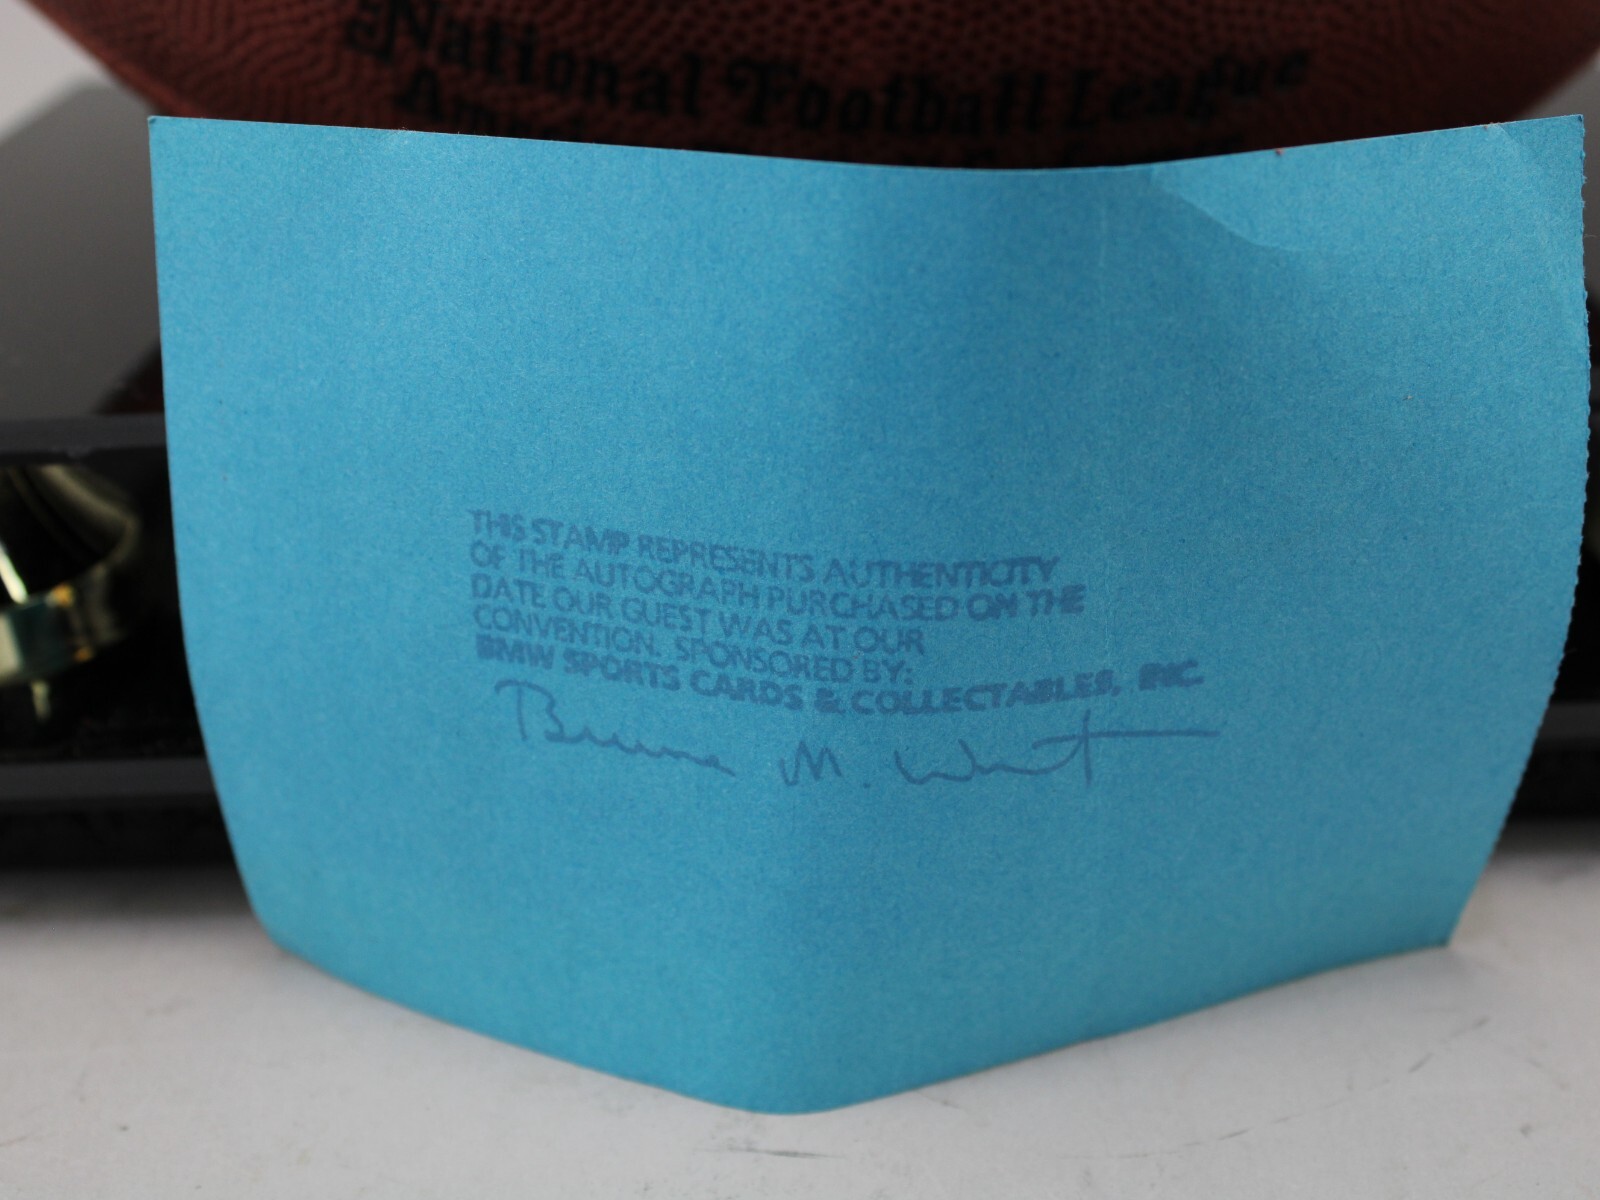 National Football League
THIS STAMP REPRESENTS AUTHENTICITY
OF THE AUTOGRAPH PURCHASED ON THE
DATE OUR GUEST WAS AT OUR
CONVENTION. SPONSORED BY:
BMW SPORTS CARDS & COLLECTABLES, INC.
M.